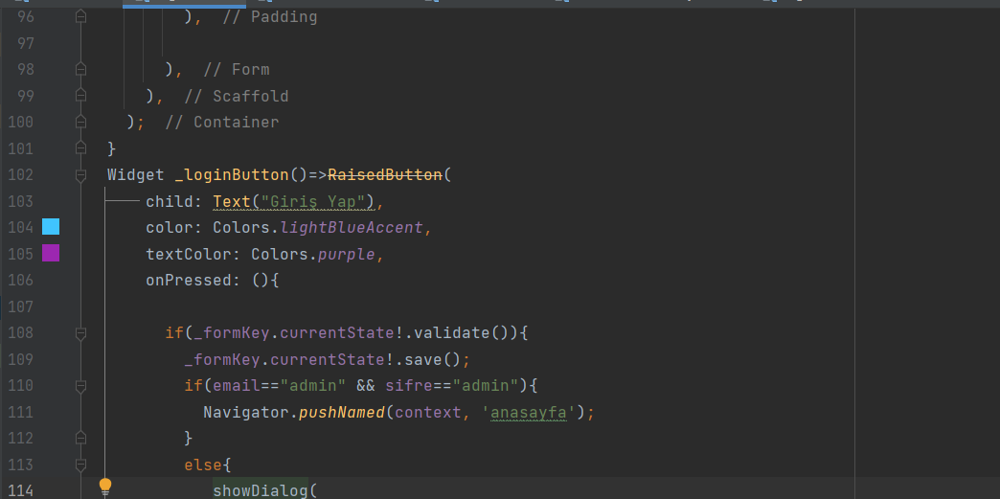 96 ), // Padding
97
98 ), // Form
99 ), // Scaffold
100 ); // Container
101 }
102 Widget _loginButton()=>RaisedButton(
103 child: Text("Giriş Yap"),
104 color: Colors.lightBlueAccent,
105 textColor: Colors.purple,
106 onPressed: (){
107
108 if(_formKey.currentState!.validate()){
109 _formKey.currentState!.save();
110 if(email=="admin" && sifre=="admin"){
111 Navigator.pushNamed(context, 'anasayfa');
112 }
113 else{
114 showDialog(